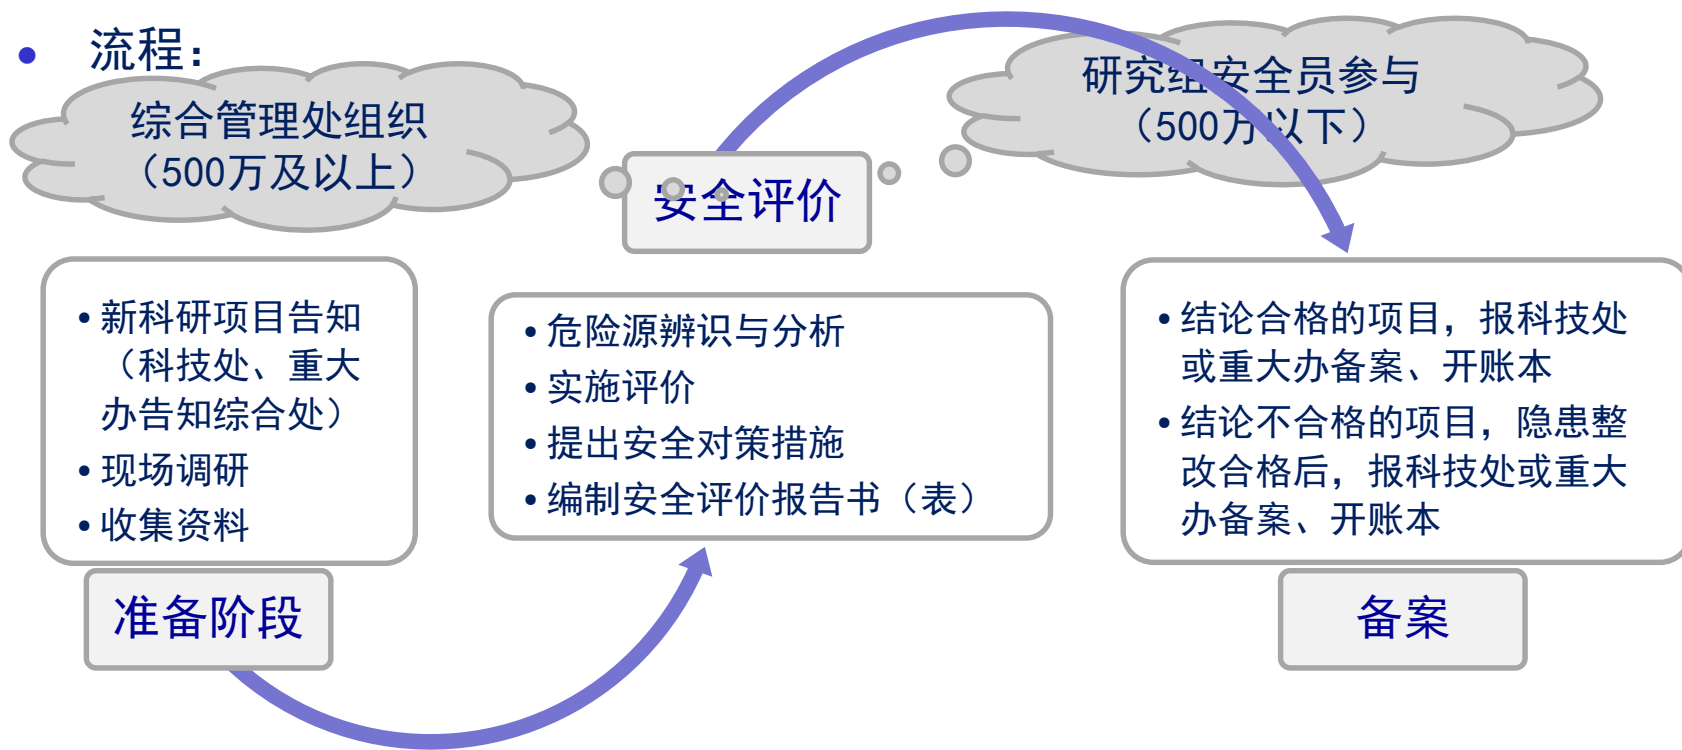 • 流程：
综合管理处组织
（500万及以上）
研究组安全员参与
（500万以下）
安全评价
• 新科研项目告知
（科技处、重大
办告知综合处）
• 现场调研
• 收集资料
准备阶段
• 危险源辨识与分析
• 实施评价
• 提出安全对策措施
• 编制安全评价报告书（表）
• 结论合格的项目，报科技处
或重大办备案、开账本
• 结论不合格的项目，隐患整
改合格后，报科技处或重大
办备案、开账本
备案